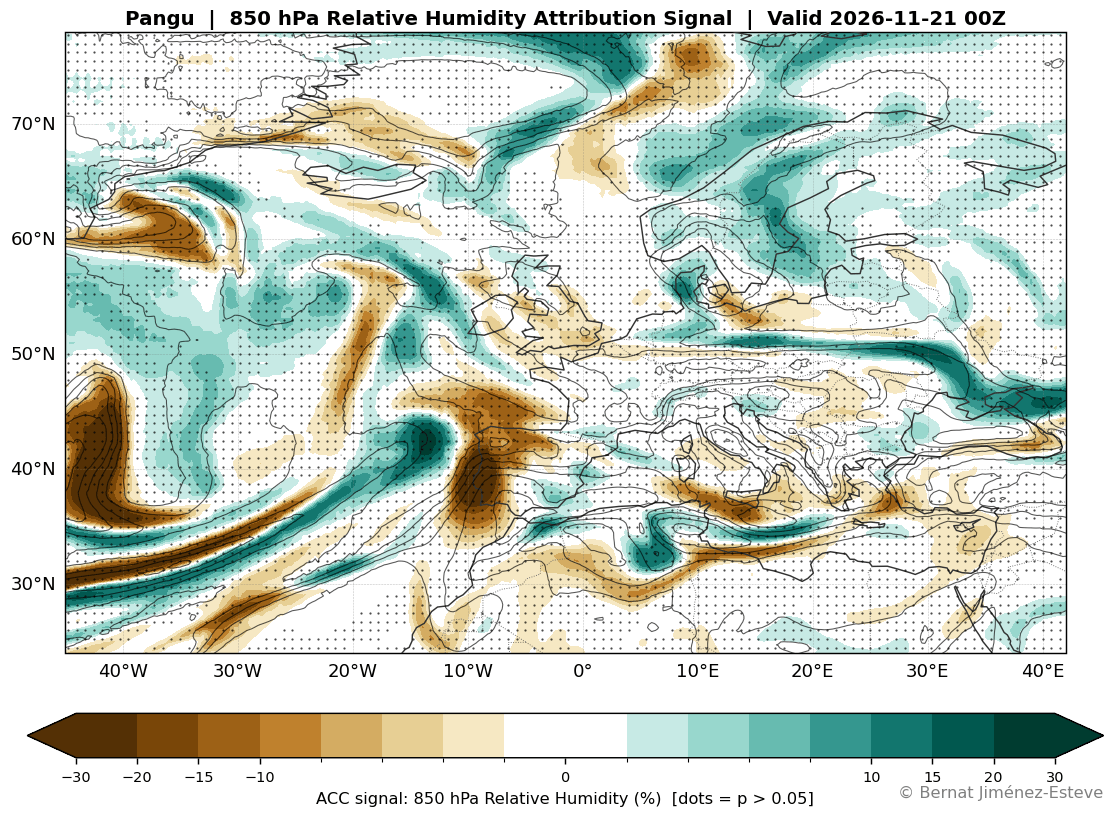 Pangu | 850 hPa Relative Humidity Attribution Signal | Valid 2026-11-21 00Z
70°N
60°N
50°N
40°N
30°N
40°W 30°W 20°W 10°W 0° 10°E 20°E 30°E 40°E
−30 −20 −15 −10 0 10 15 20 30
ACC signal: 850 hPa Relative Humidity (%) [dots = p > 0.05]
© Bernat Jiménez-Esteve